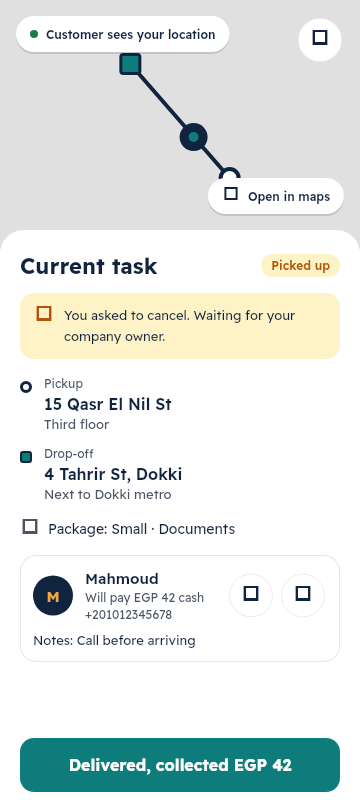 Customer sees your location
Open in maps
Current task
Picked up
You asked to cancel. Waiting for your
company owner.
Pickup
15 Qasr El Nil St
Third floor
Drop-off
4 Tahrir St, Dokki
Next to Dokki metro
Package: Small · Documents
M
Mahmoud
Will pay EGP 42 cash
+201012345678
Notes: Call before arriving
Delivered, collected EGP 42